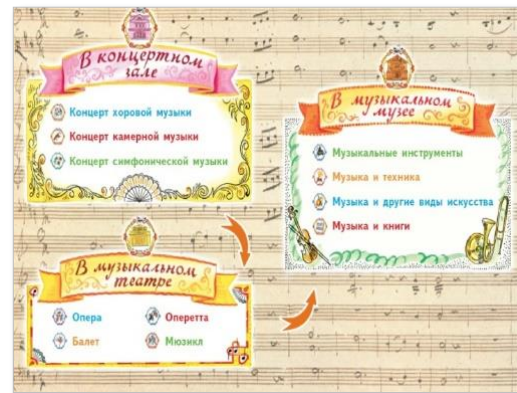 В концертном
зале
Концерт хоровой музыки
Концерт камерной музыки
Концерт симфонической музыки
В музыкальном
театре
Опера
Оперетта
Балет
Мюзикл
В музыкальном
музее
Музыкальные инструменты
Музыка и техника
Музыка и другие виды искусства
Музыка и книги